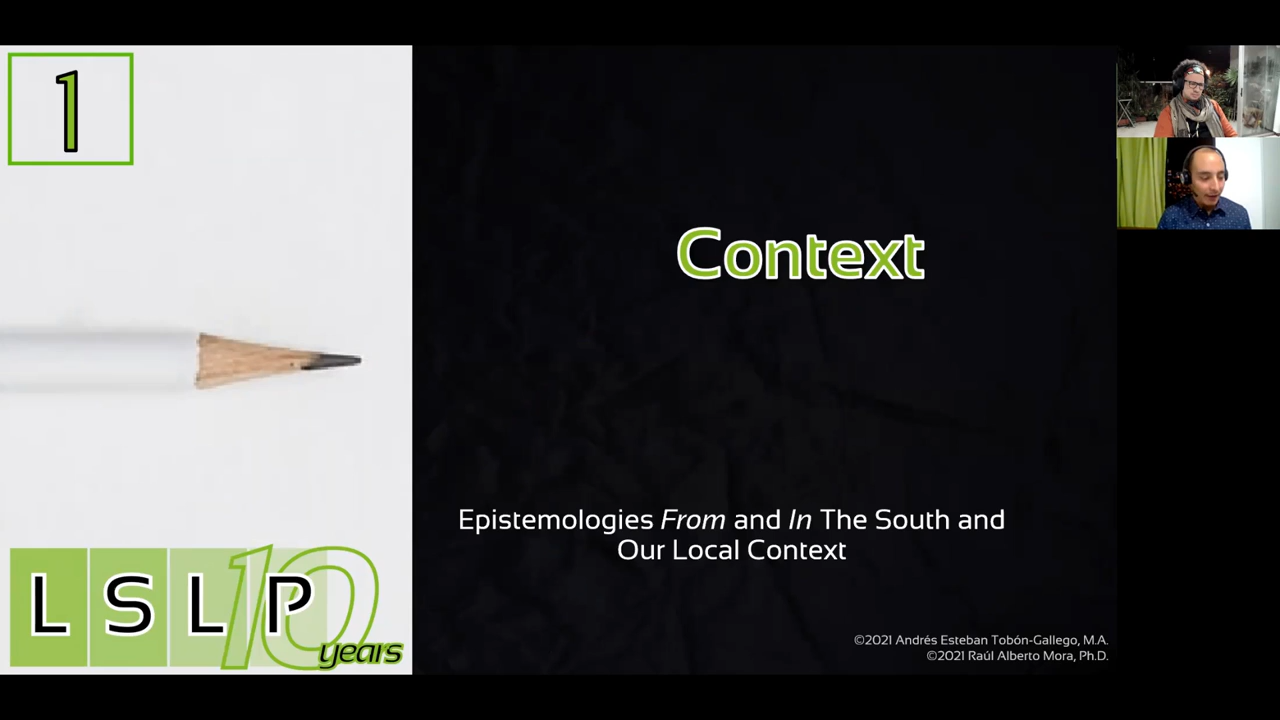 1
Context
Epistemologies From and In The South and
Our Local Context
LSLP 10
years
©2021 Andrés Esteban Tobón-Gallego, M.A.
©2021 Raúl Alberto Mora, Ph.D.